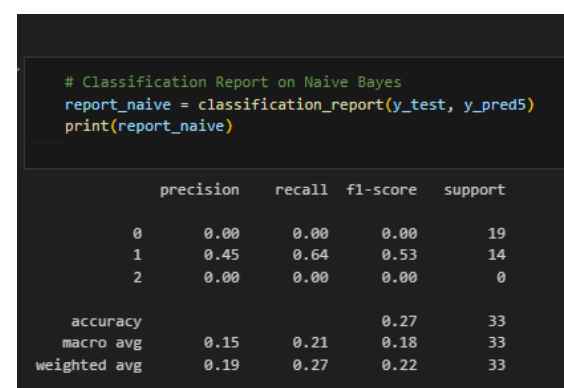 # Classification Report on Naive Bayes
report_naive = classification_report(y_test, y_pred5)
print(report_naive)
precision recall f1-score support
0 0.00 0.00 0.00 19
1 0.45 0.64 0.53 14
2 0.00 0.00 0.00 0
accuracy 0.27 33
macro avg 0.15 0.21 0.18 33
weighted avg 0.19 0.27 0.22 33